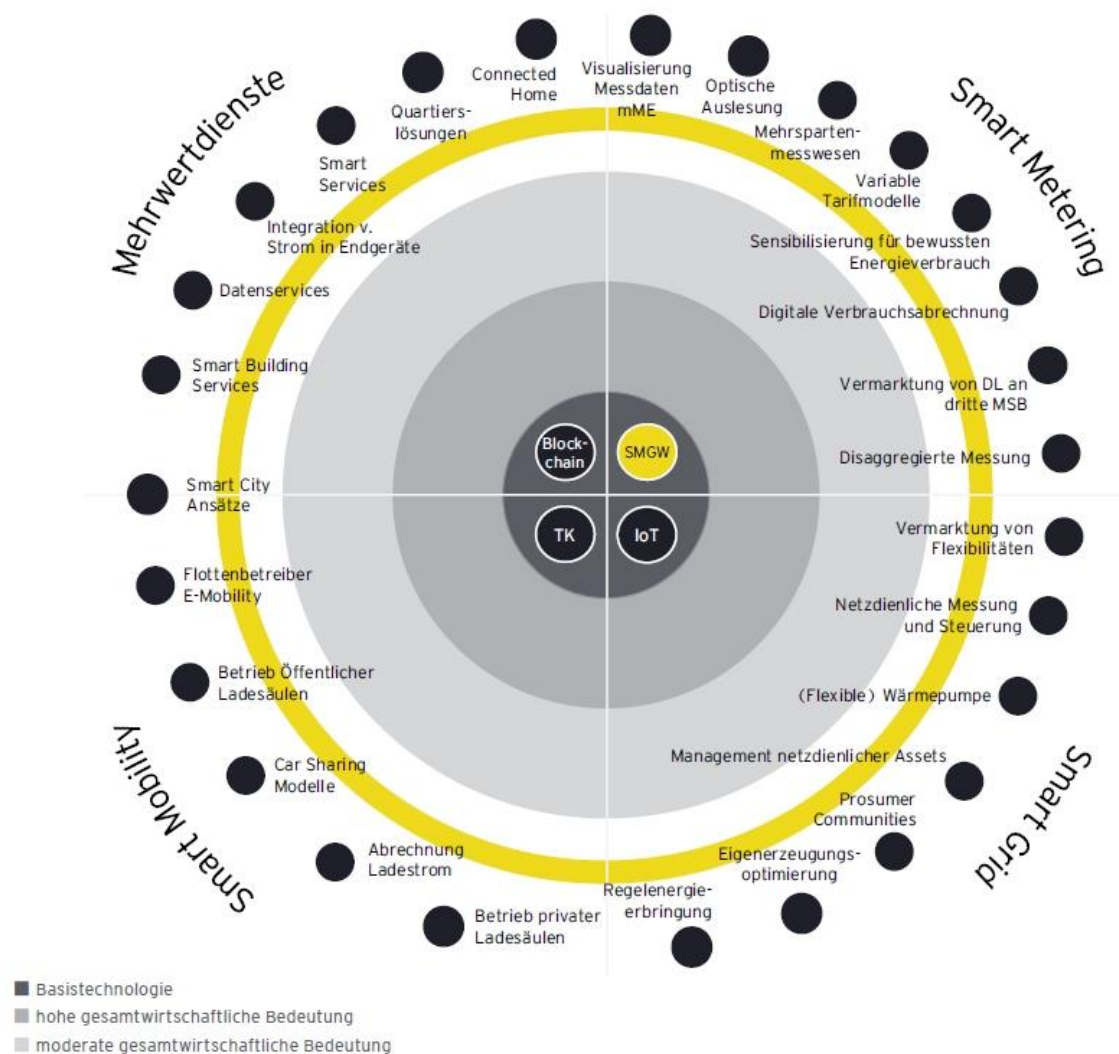 Mehrwertdienste
Connected
Home
Quartiers-
lösungen
Smart
Services
Integration v.
Strom in Endgeräte
Datenservices
Smart Building
Services
Smart City
Ansätze
Smart Metering
Visualisierung
Messdaten
mME
Optische
Auslesung
Mehrsparten-
messwesen
Variable
Tarifmodelle
Sensibilisierung für bewussten
Energieverbrauch
Digitale Verbrauchsabrechnung
Vermarktung von DL an
dritte MSB
Disaggregierte Messung
Block-
chain
SMGW
TK
IoT
Flottenbetreiber
E-Mobility
Betrieb Öffentlicher
Ladesäulen
Car Sharing
Modelle
Abrechnung
Ladestrom
Betrieb privater
Ladesäulen
Smart Mobility
Vermarktung von
Flexibilitäten
Netzdienliche Messung
und Steuerung
(Flexible) Wärmepumpe
Management netzdienlicher Assets
Prosumer
Communities
Eigenerzeugungs-
optimierung
Regelenergie-
erbringung
Smart Grid
Basistechnologie
hohe gesamtwirtschaftliche Bedeutung
moderate gesamtwirtschaftliche Bedeutung